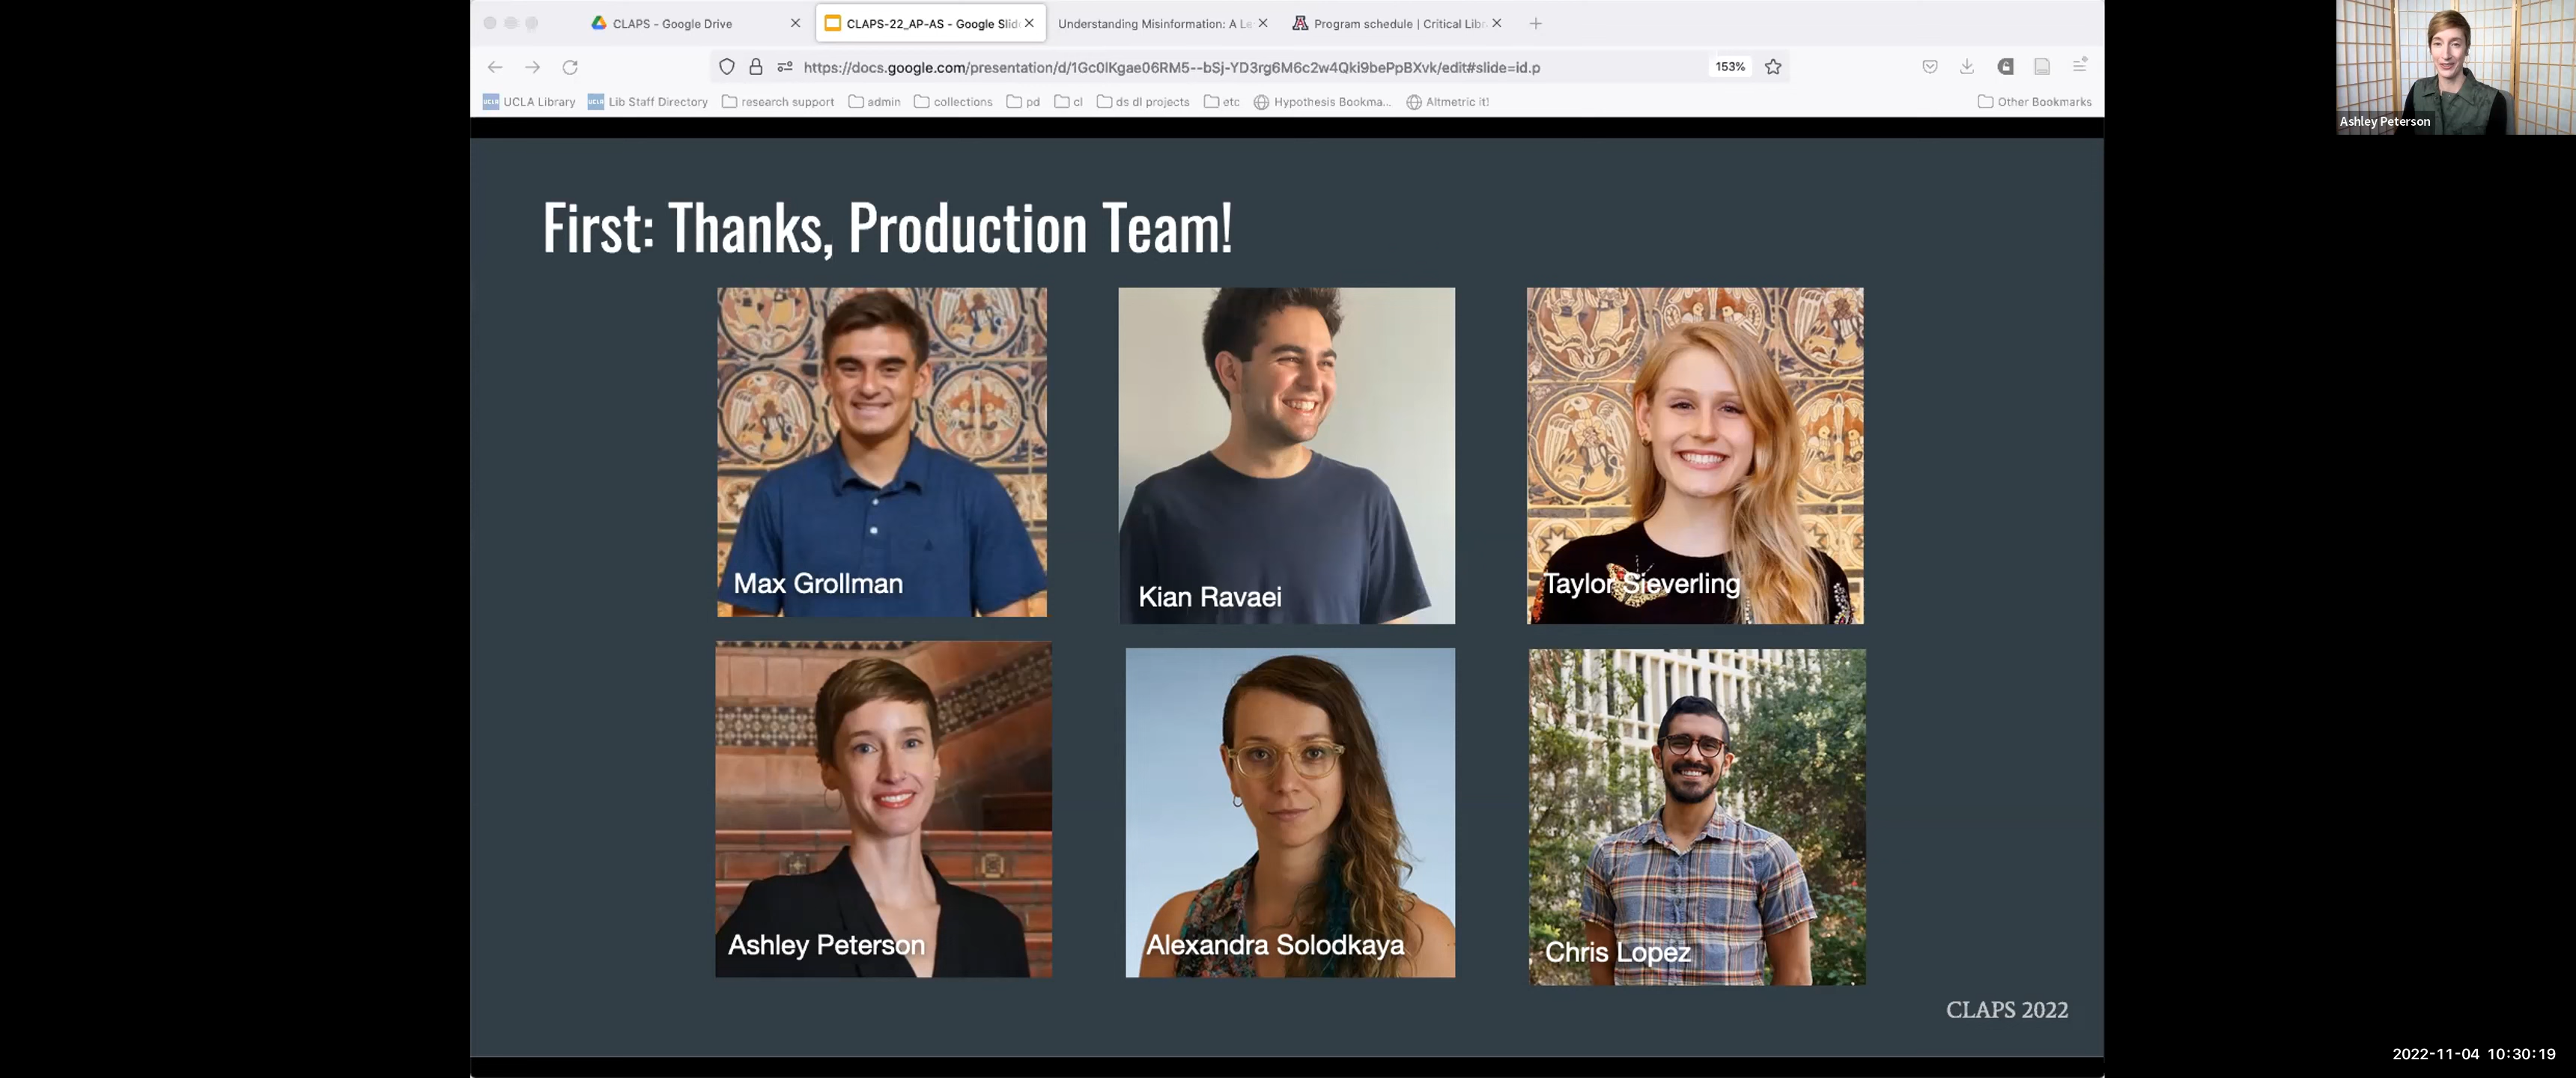 CLAPS - Google Drive
CLAPS-22_AP-AS - Google Slid
Understanding Misinformation: A Le
Program schedule | Critical Libr
https://docs.google.com/presentation/d/1Gc0lKgae06RM5--bSj-YD3rg6M6c2w4Qki9bePpBXvk/edit#slide=id.p
153%
UCLA Library
Lib Staff Directory
research support
admin
collections
pd
cl
ds dl projects
etc
Hypothesis Bookma...
Altmetric it!
Other Bookmarks
Ashley Peterson
First: Thanks, Production Team!
Max Grollman
Kian Ravaei
Taylor Sieverling
Ashley Peterson
Alexandra Solodkaya
Chris Lopez
CLAPS 2022
2022-11-04 10:30:19